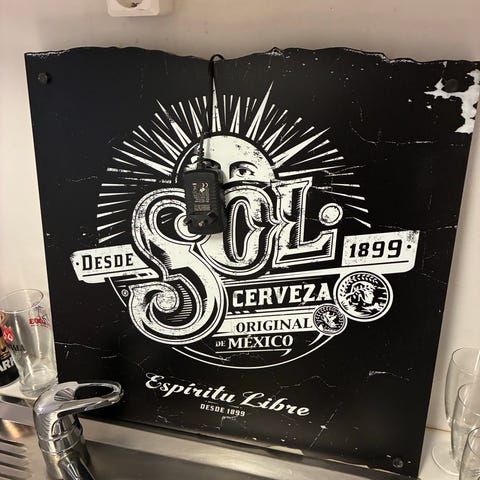 DESDE
SOL
1899
CERVEZA
ORIGINAL
DE MÉXICO
Espíritu Libre
DESDE 1899